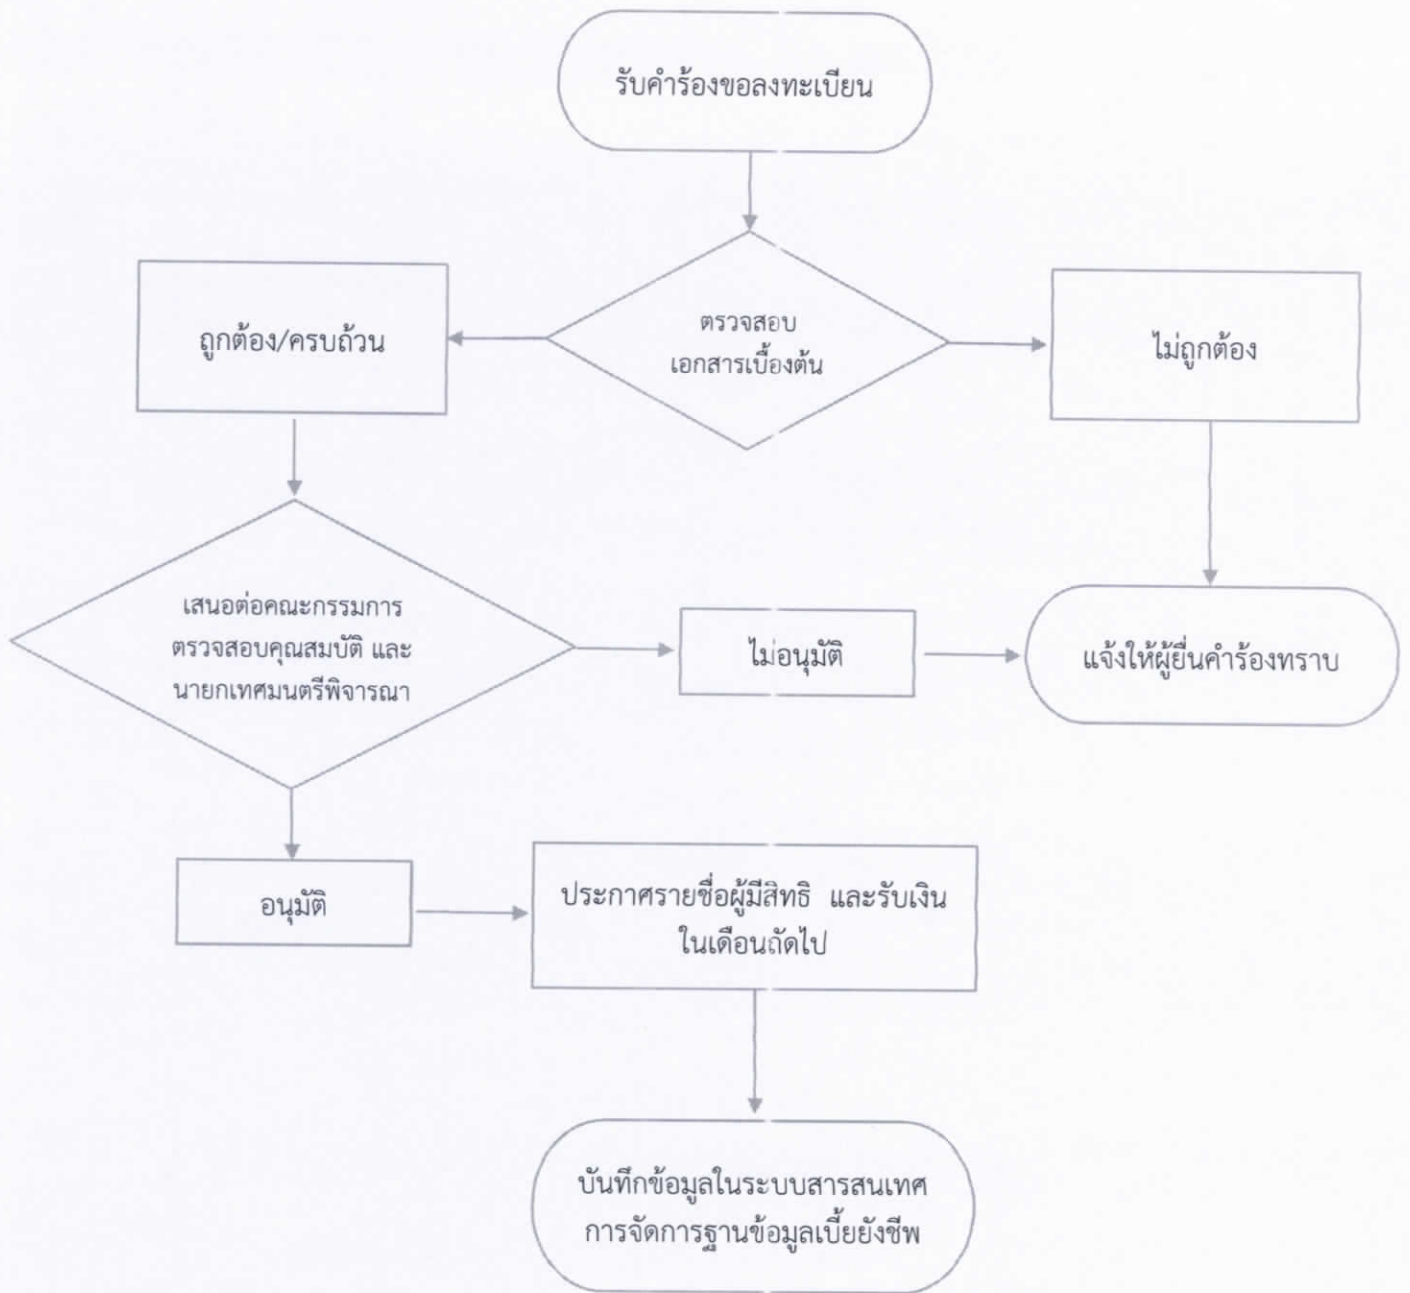 รับคำร้องขอลงทะเบียน
ตรวจสอบ
เอกสารเบื้องต้น
ถูกต้อง/ครบถ้วน
ไม่ถูกต้อง
เสนอต่อคณะกรรมการ
ตรวจสอบคุณสมบัติ และ
นายกเทศมนตรีพิจารณา
ไม่อนุมัติ
แจ้งให้ผู้ยื่นคำร้องทราบ
อนุมัติ
ประกาศรายชื่อผู้มีสิทธิ และรับเงิน
ในเดือนถัดไป
บันทึกข้อมูลในระบบสารสนเทศ
การจัดการฐานข้อมูลเบี้ยยังชีพ